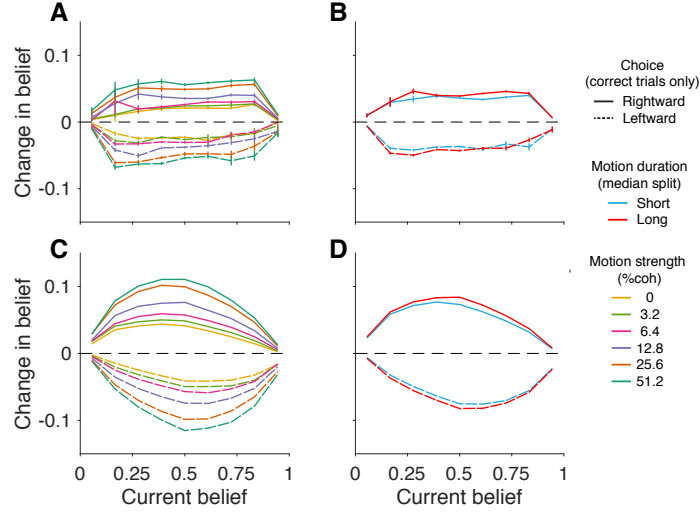 A
B
0.1
0
-0.1
Change in belief
Choice
(correct trials only)
Rightward
Leftward
Motion duration
(median split)
Short
Long
C
D
0.1
0
-0.1
Change in belief
0 0.25 0.5 0.75 1
0 0.25 0.5 0.75 1
Current belief
Current belief
Motion strength
(%coh)
0
3.2
6.4
12.8
25.6
51.2